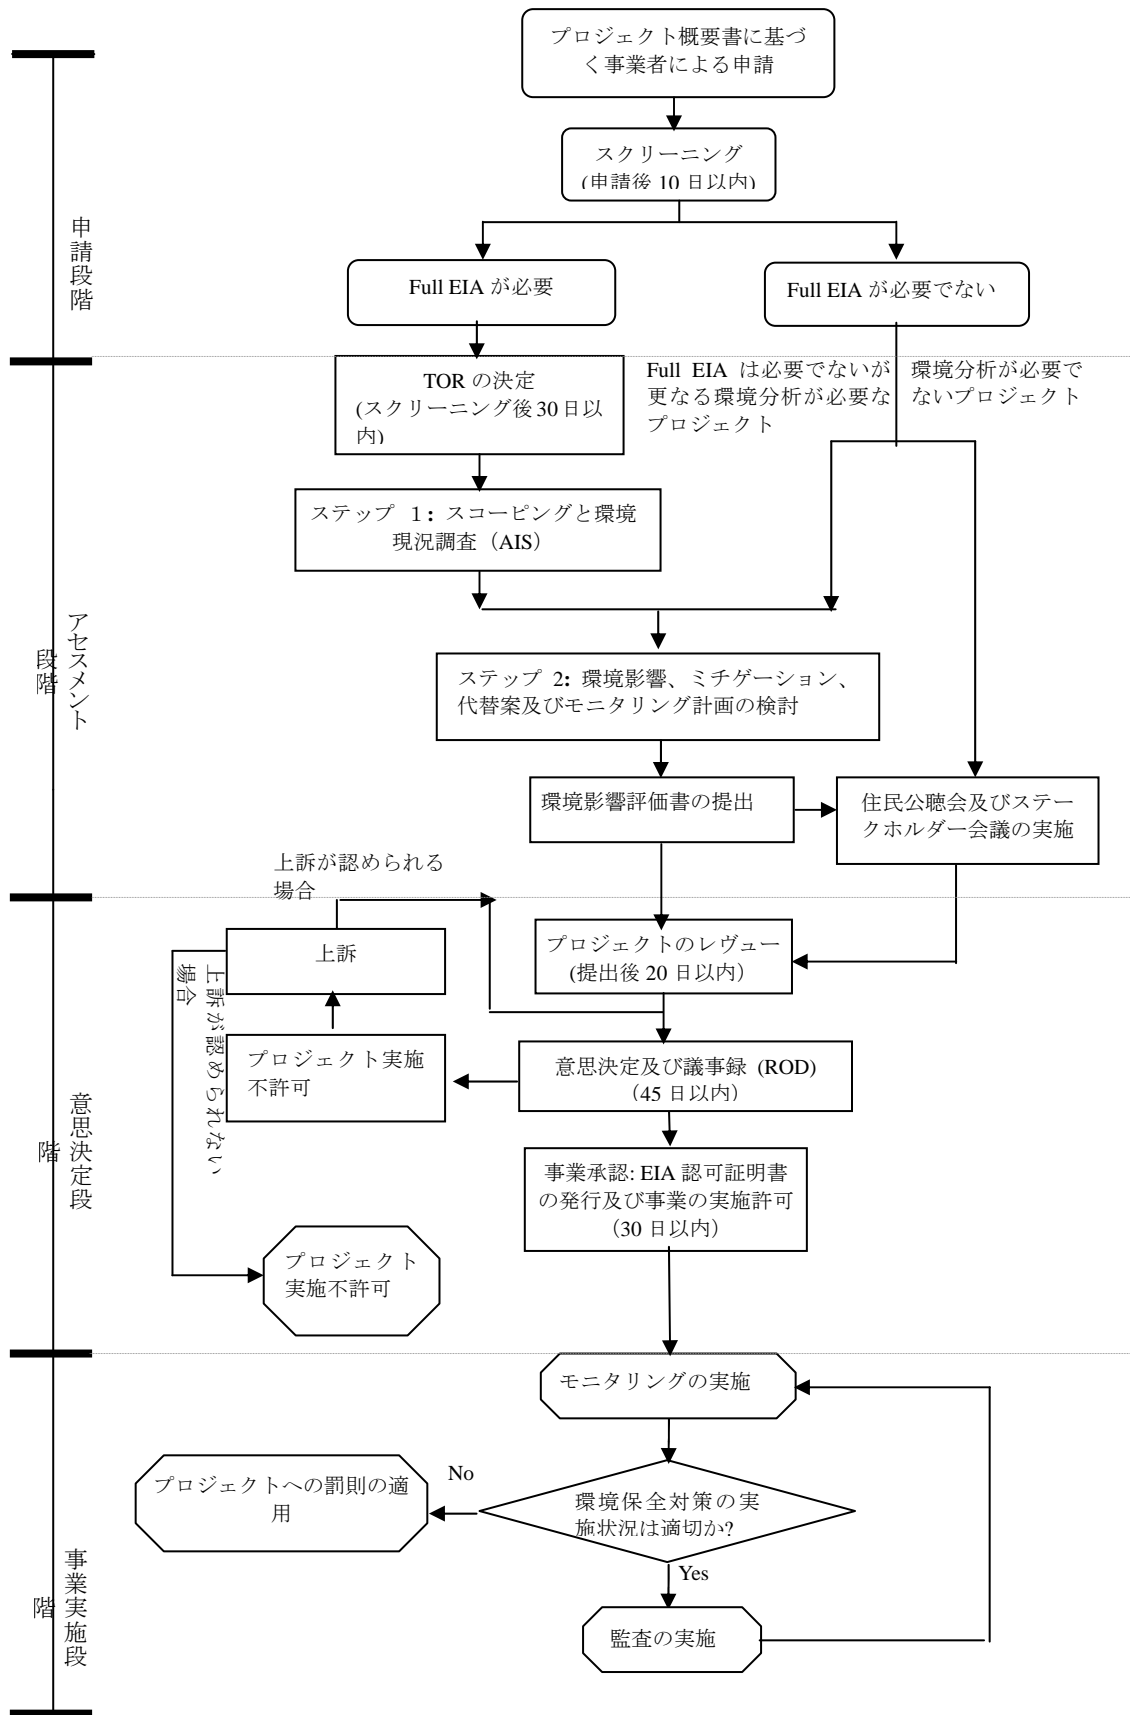 プロジェクト概要書に基づ
く事業者による申請
スクリーニング
(申請後 10 日以内)
申請段階
Full EIA が必要
Full EIA が必要でない
TOR の決定
(スクリーニング後 30 日以
内)
Full EIA は必要でないが
更なる環境分析が必要な
プロジェクト
環境分析が必要で
ないプロジェクト
ステップ 1: スコーピングと環境
現況調査（AIS）
アセスメント
段階
ステップ 2: 環境影響、ミチゲーション、
代替案及びモニタリング計画の検討
環境影響評価書の提出
住民公聴会及びステー
クホルダー会議の実施
上訴が認められる
場合
上訴
プロジェクトのレヴュー
(提出後 20 日以内）
上訴が認められない
場合
プロジェクト実施
不許可
意思決定及び議事録 (ROD)
（45 日以内）
意思決定段
階
事業承認: EIA 認可証明書
の発行及び事業の実施許可
（30 日以内）
プロジェクト
実施不許可
モニタリングの実施
プロジェクトへの罰則の適
用
No
環境保全対策の実
施状況は適切か?
Yes
事業実施段
階
監査の実施